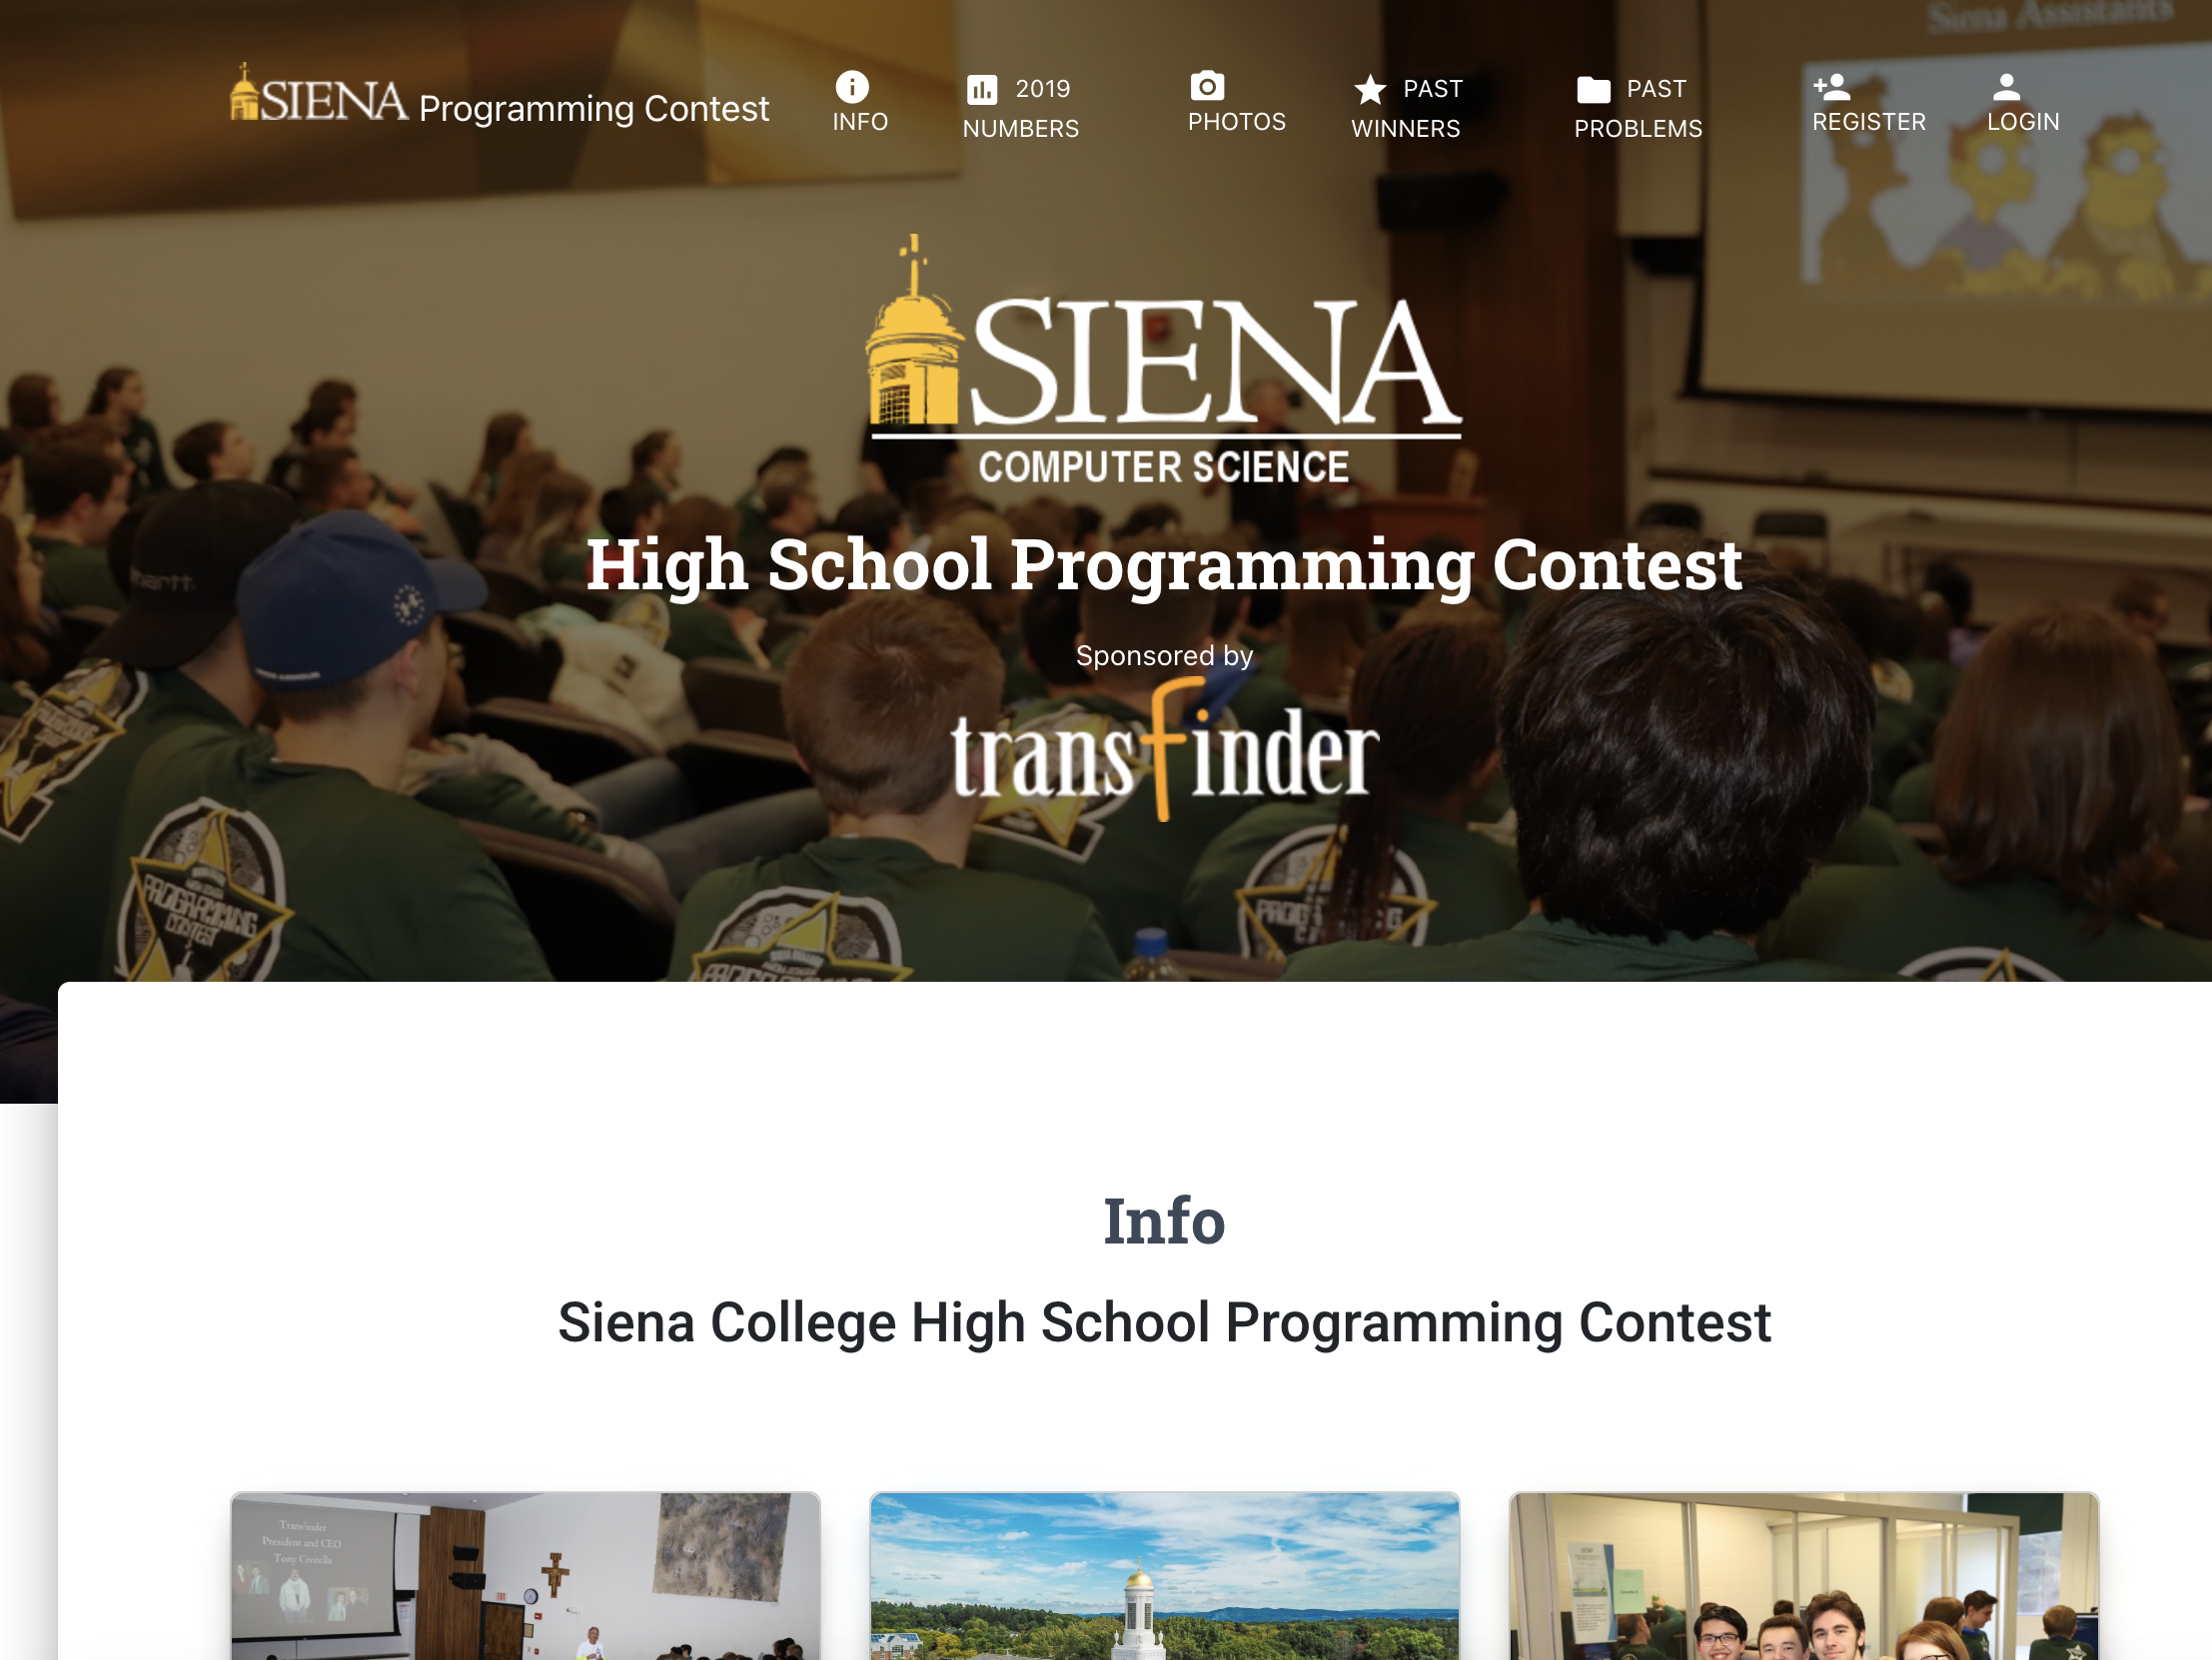 Siena Assistants
SIENA Programming Contest
INFO
2019 NUMBERS
PHOTOS
PAST WINNERS
PAST PROBLEMS
REGISTER
LOGIN
SIENA
COMPUTER SCIENCE
High School Programming Contest
Sponsored by
transfinder
PROGRAMMING
CONTEST
Info
Siena College High School Programming Contest
Transfinder
President and CEO
Tony Civitella